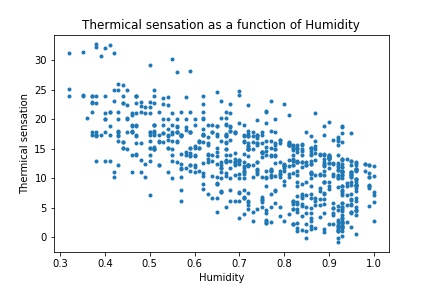 Thermical sensation as a function of Humidity
Thermical sensation
30
25
20
15
10
5
0
0.3 0.4 0.5 0.6 0.7 0.8 0.9 1.0
Humidity